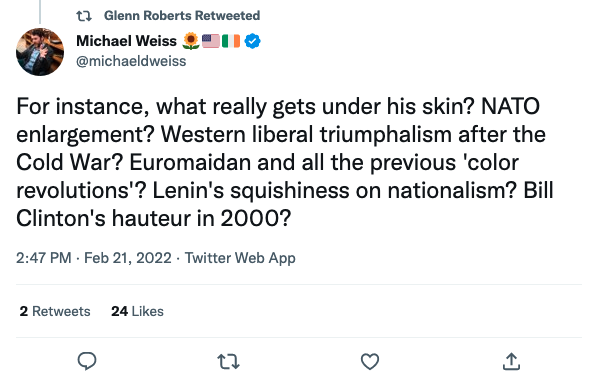 Glenn Roberts Retweeted
Michael Weiss 🌻🇺🇸🇮🇪
@michaeldweiss
For instance, what really gets under his skin? NATO
enlargement? Western liberal triumphalism after the
Cold War? Euromaidan and all the previous 'color
revolutions'? Lenin's squishiness on nationalism? Bill
Clinton's hauteur in 2000?
2:47 PM · Feb 21, 2022 · Twitter Web App
2 Retweets 24 Likes